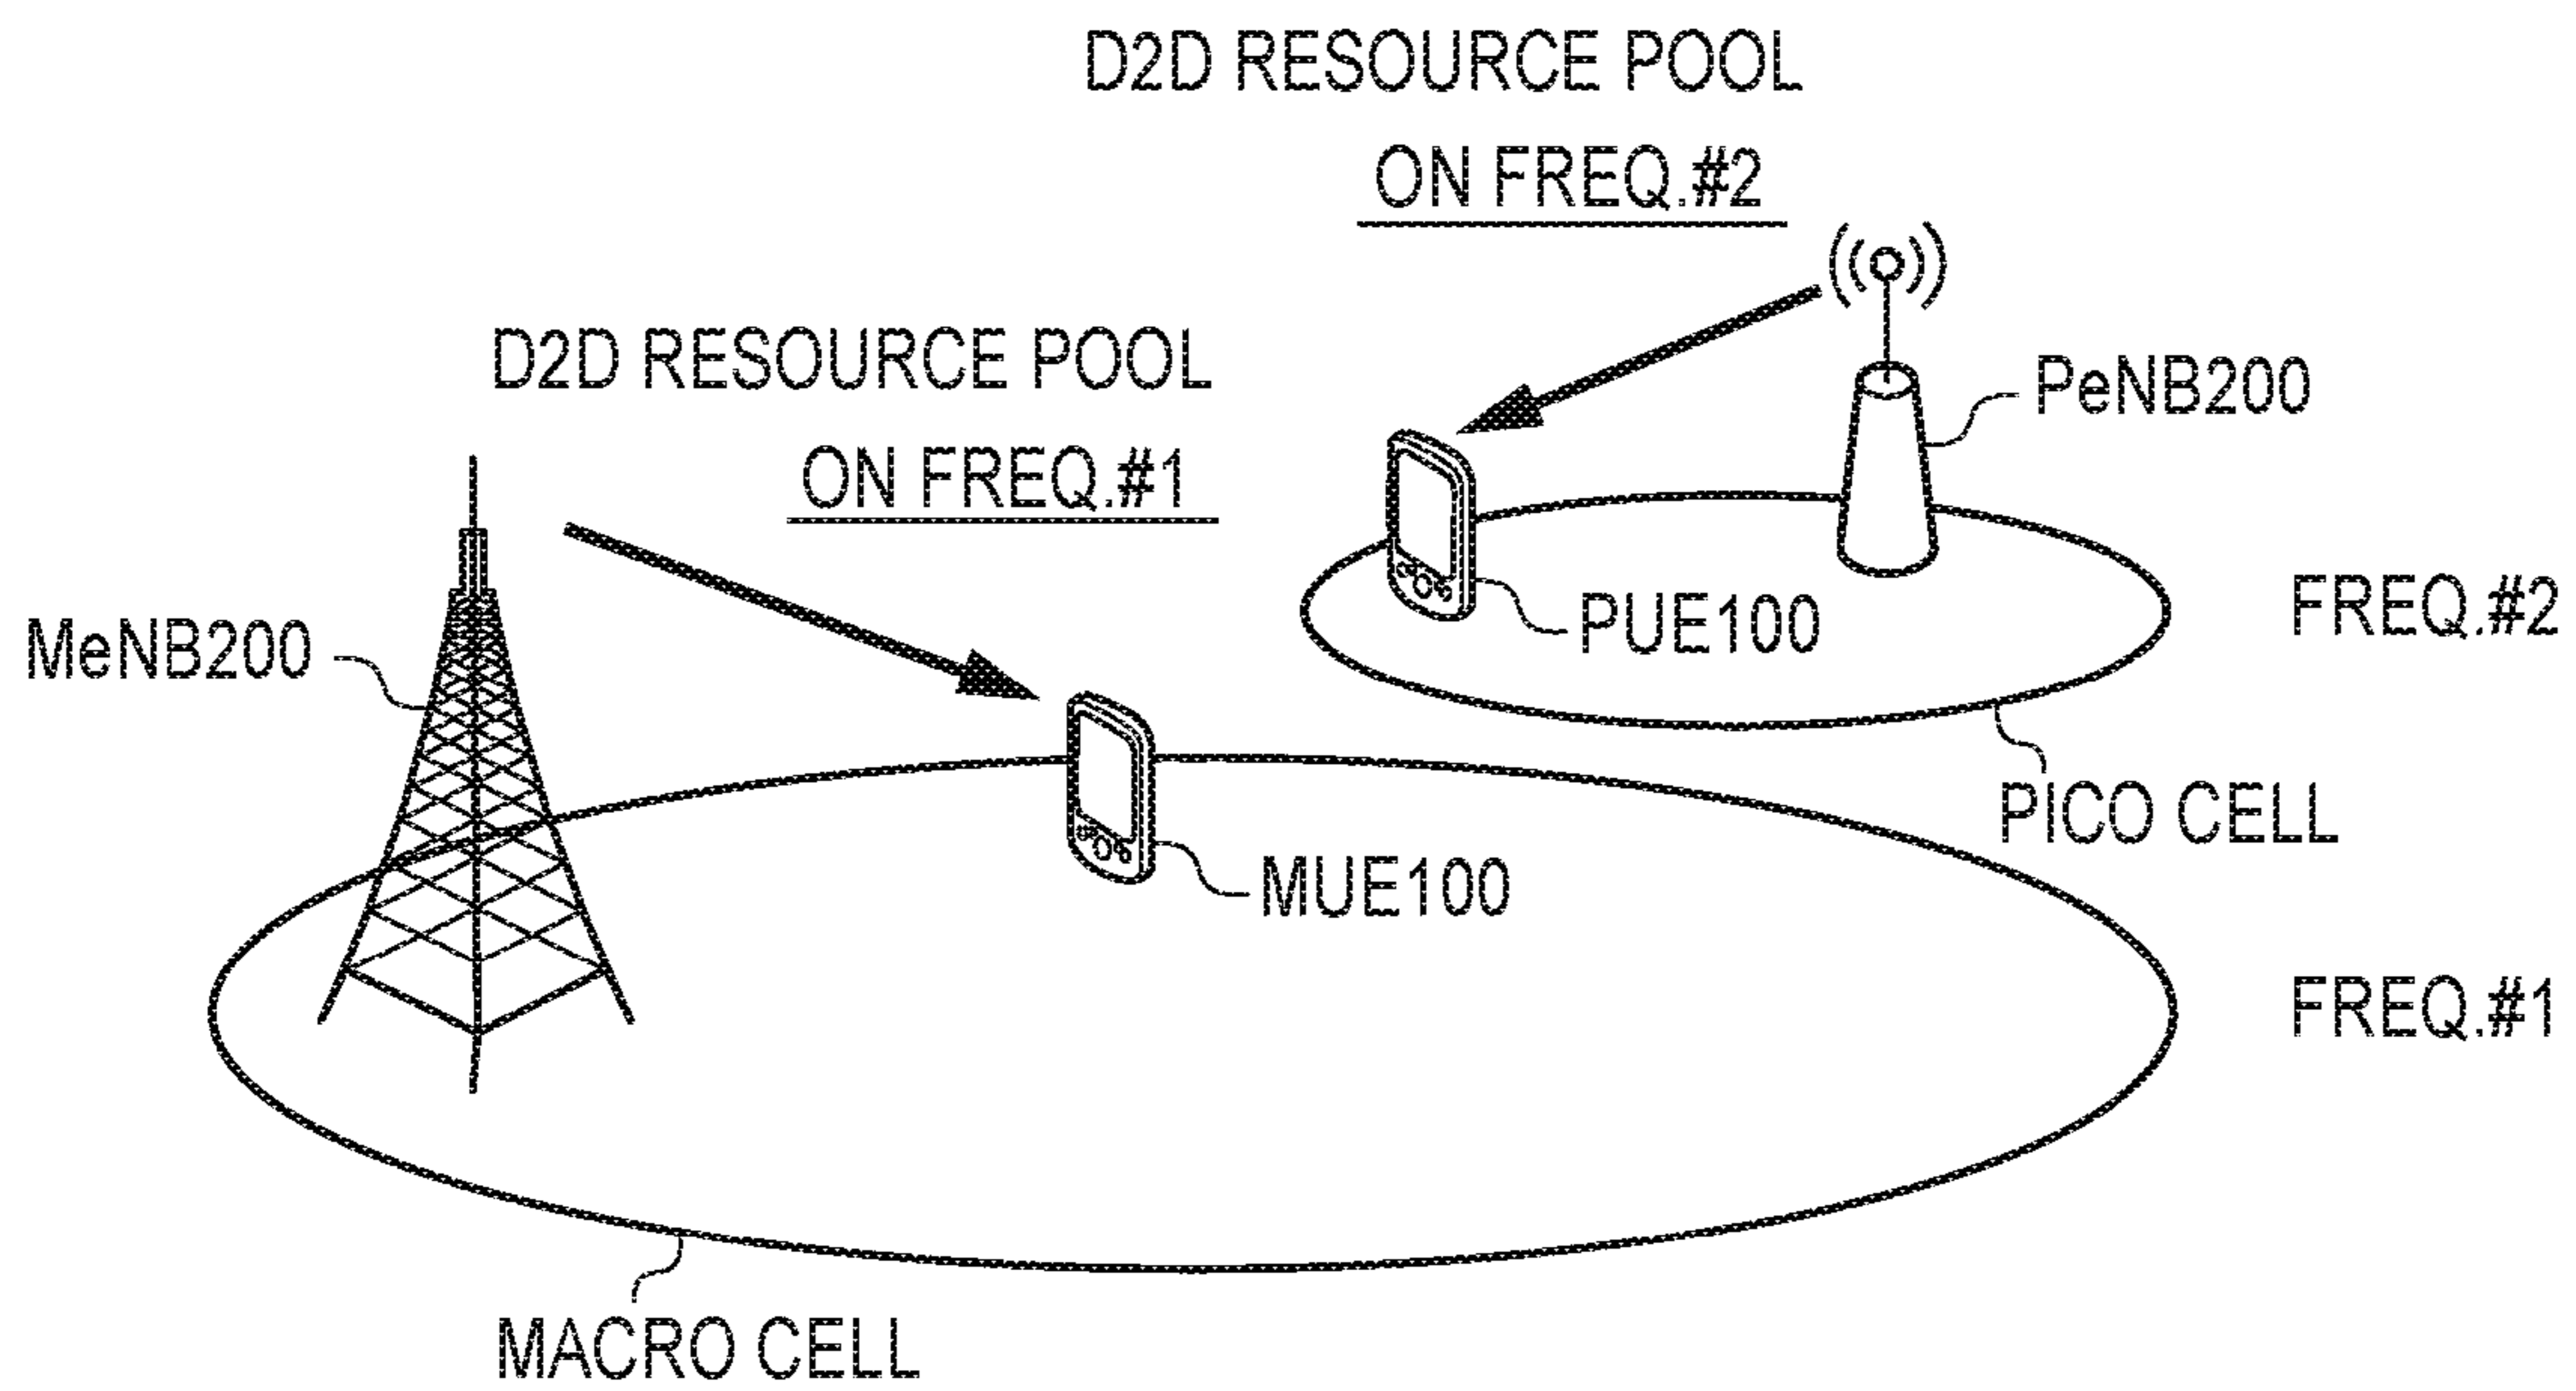 D2D RESOURCE POOL
ON FREQ.#2
D2D RESOURCE POOL
ON FREQ.#1
PeNB200
MeNB200
PUE100
FREQ.#2
PICO CELL
MUE100
FREQ.#1
MACRO CELL